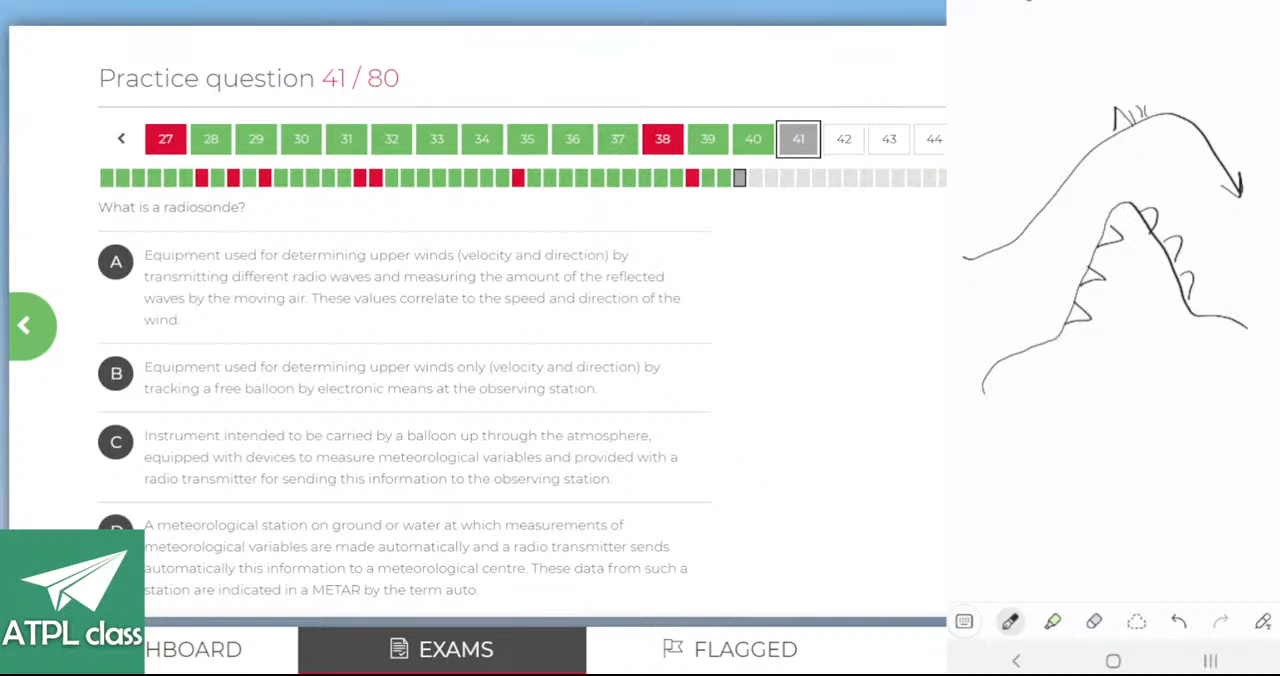 Practice question 41 / 80
27 28 29 30 31 32 33 34 35 36 37 38 39 40 41 42 43 44
What is a radiosonde?
A Equipment used for determining upper winds (velocity and direction) by
transmitting different radio waves and measuring the amount of the reflected
waves by the moving air. These values correlate to the speed and direction of the
wind.
B Equipment used for determining upper winds only (velocity and direction) by
tracking a free balloon by electronic means at the observing station.
C Instrument intended to be carried by a balloon up through the atmosphere,
equipped with devices to measure meteorological variables and provided with a
radio transmitter for sending this information to the observing station.
D A meteorological station on ground or water at which measurements of
meteorological variables are made automatically and a radio transmitter sends
automatically this information to a meteorological centre. These data from such a
station are indicated in a METAR by the term auto.
ATPL class
HBOARD EXAMS FLAGGED